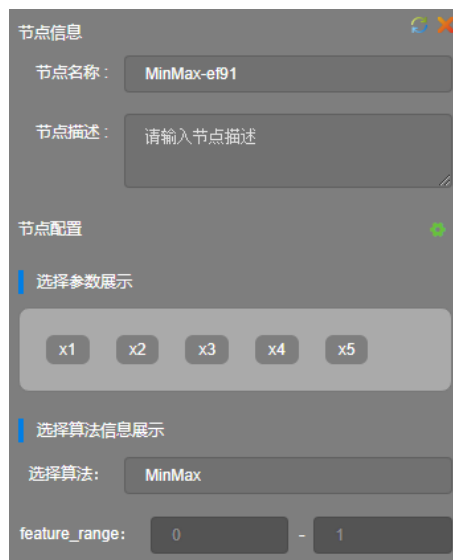 节点信息
节点名称 : MinMax-ef91
节点描述 : 请输入节点描述
节点配置
选择参数展示
x1 x2 x3 x4 x5
选择算法信息展示
选择算法: MinMax
feature_range: 0 - 1